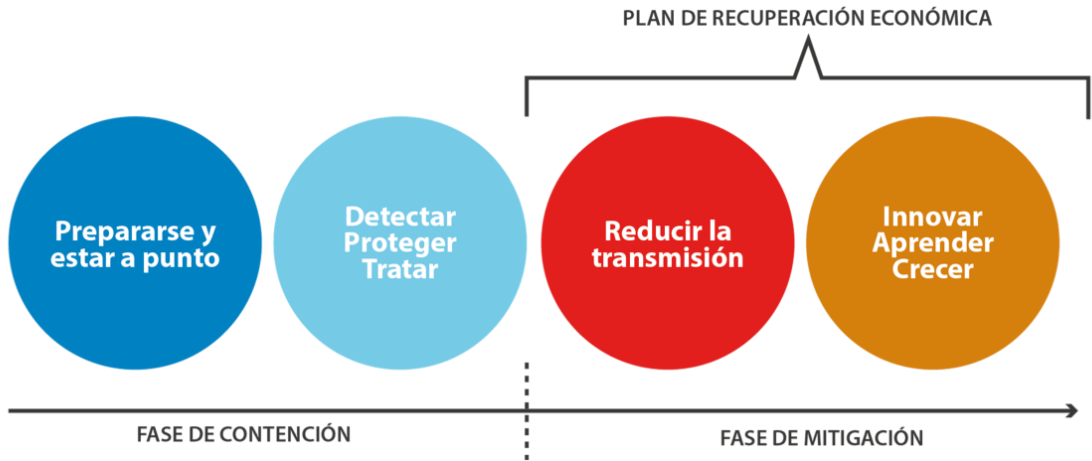 PLAN DE RECUPERACIÓN ECONÓMICA
Prepararse y
estar a punto
Detectar
Proteger
Tratar
Reducir la
transmisión
Innovar
Aprender
Crecer
FASE DE CONTENCIÓN
FASE DE MITIGACIÓN